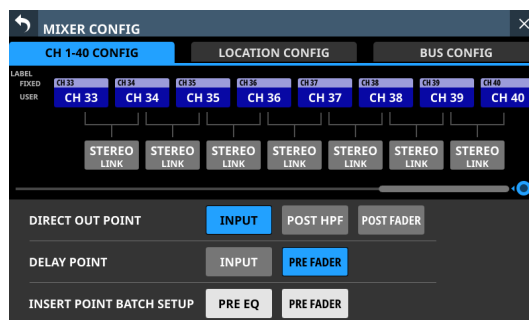 MIXER CONFIG
CH 1-40 CONFIG LOCATION CONFIG BUS CONFIG
LABEL
FIXED CH 33 CH 34 CH 35 CH 36 CH 37 CH 38 CH 39 CH 40
USER CH 33 CH 34 CH 35 CH 36 CH 37 CH 38 CH 39 CH 40
STEREO STEREO STEREO STEREO STEREO STEREO STEREO
LINK LINK LINK LINK LINK LINK LINK
DIRECT OUT POINT INPUT POST HPF POST FADER
DELAY POINT INPUT PRE FADER
INSERT POINT BATCH SETUP PRE EQ PRE FADER